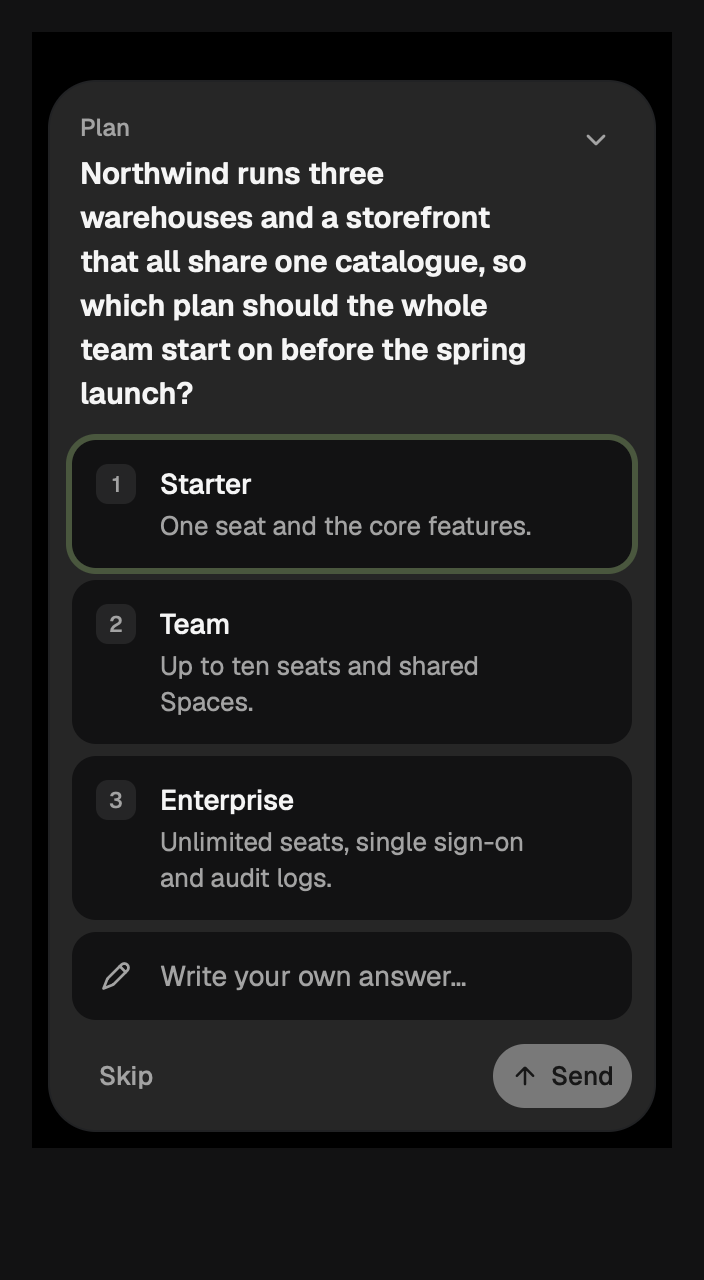 Plan
Northwind runs three
warehouses and a storefront
that all share one catalogue, so
which plan should the whole
team start on before the spring
launch?
1 Starter
One seat and the core features.
2 Team
Up to ten seats and shared
Spaces.
3 Enterprise
Unlimited seats, single sign-on
and audit logs.
Write your own answer...
Skip
Send